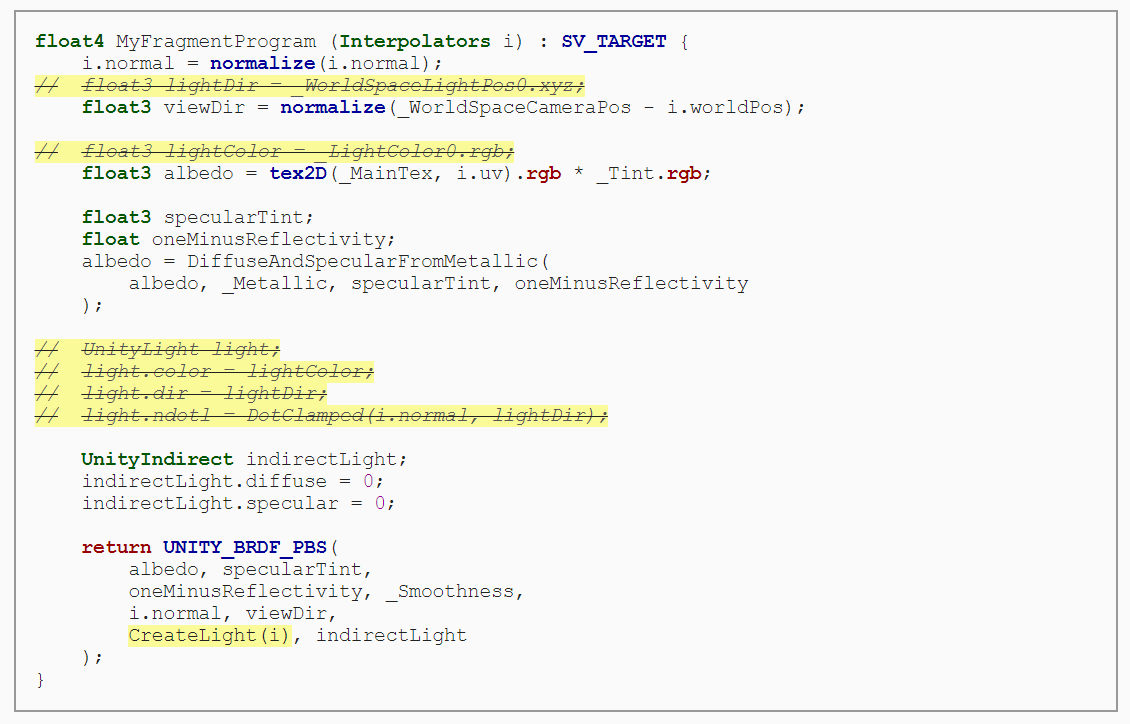 float4 MyFragmentProgram (Interpolators i) : SV_TARGET {
    i.normal = normalize(i.normal);
//  float3 lightDir = _WorldSpaceLightPos0.xyz;
    float3 viewDir = normalize(_WorldSpaceCameraPos - i.worldPos);
//  float3 lightColor = _LightColor0.rgb;
    float3 albedo = tex2D(_MainTex, i.uv).rgb * _Tint.rgb;
    float3 specularTint;
    float oneMinusReflectivity;
    albedo = DiffuseAndSpecularFromMetallic(
        albedo, _Metallic, specularTint, oneMinusReflectivity
    );
//  UnityLight light;
//  light.color = lightColor;
//  light.dir = lightDir;
//  light.ndotl = DotClamped(i.normal, lightDir);
    UnityIndirect indirectLight;
    indirectLight.diffuse = 0;
    indirectLight.specular = 0;
    return UNITY_BRDF_PBS(
        albedo, specularTint,
        oneMinusReflectivity, _Smoothness,
        i.normal, viewDir,
        CreateLight(i), indirectLight
    );
}